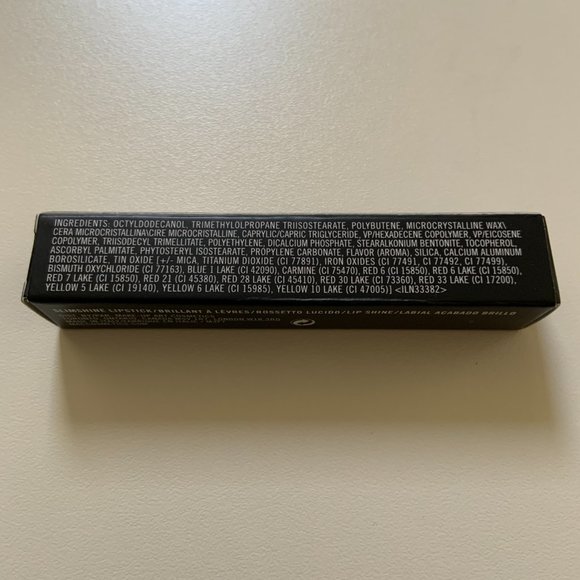 INGREDIENTS: OCTYLDODECANOL, TRIMETHYLOLPROPANE TRIISOSTEARATE, POLYBUTENE, MICROCRYSTALLINE WAX\
CERA MICROCRISTALLINA\CIRE MICROCRISTALLINE, CAPRYLIC/CAPRIC TRIGLYCERIDE, VP/HEXADECENE COPOLYMER, VP/EICOSENE
COPOLYMER, TRIISODECYL TRIMELLITATE, POLYETHYLENE, DICALCIUM PHOSPHATE, STEARALKONIUM BENTONITE, TOCOPHEROL,
ASCORBYL PALMITATE, PHYTOSTERYL ISOSTEARATE, PROPYLENE CARBONATE, FLAVOR (AROMA), SILICA, CALCIUM ALUMINUM
BOROSILICATE, TIN OXIDE [+/- MICA, TITANIUM DIOXIDE (CI 77891), IRON OXIDES (CI 77491, CI 77492, CI 77499),
BISMUTH OXYCHLORIDE (CI 77163), BLUE 1 LAKE (CI 42090), CARMINE (CI 75470), RED 6 (CI 15850), RED 6 LAKE (CI 15850),
RED 7 LAKE (CI 15850), RED 21 (CI 45380), RED 28 LAKE (CI 45410), RED 30 LAKE (CI 73360), RED 33 LAKE (CI 17200),
YELLOW 5 LAKE (CI 19140), YELLOW 6 LAKE (CI 15985), YELLOW 10 LAKE (CI 47005)] <ILN33382>
SLIMSHINE LIPSTICK/BRILLANT À LÈVRES/ROSSETTO LUCIDO/LIP SHINE/LABIAL ACABADO BRILLO